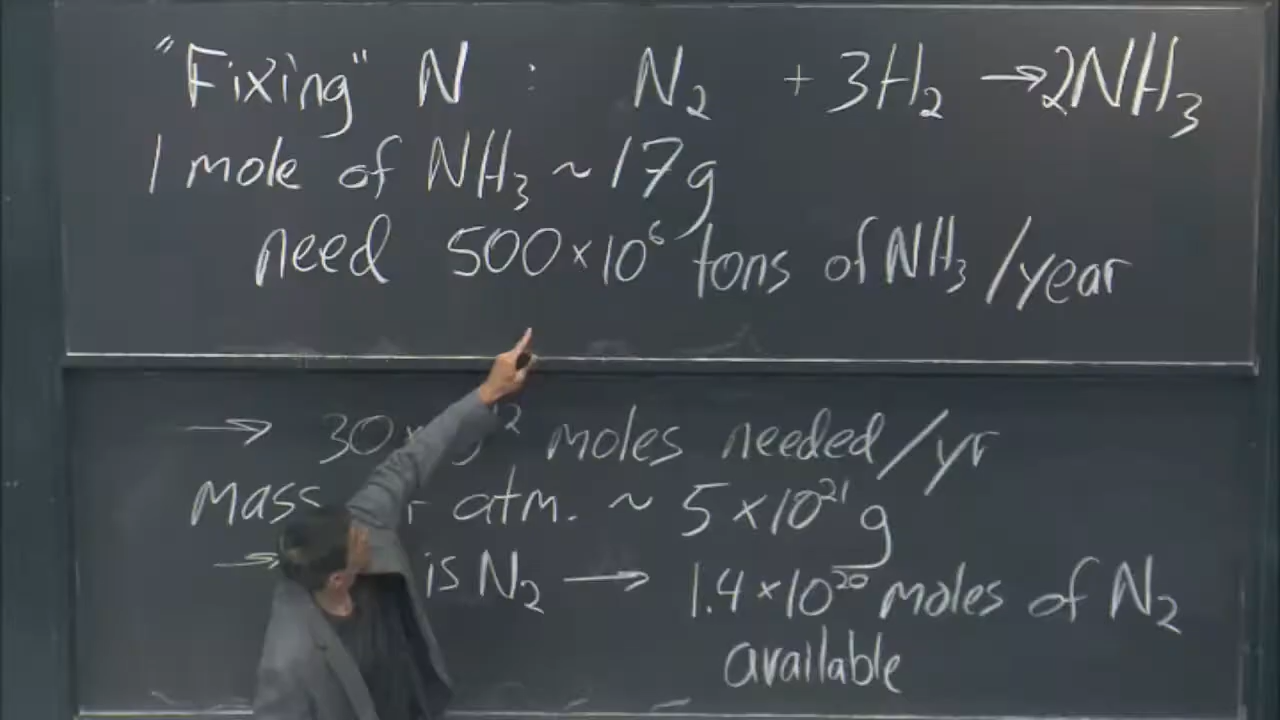 "Fixing" N : N₂ + 3H₂ → 2NH₃
1 mole of NH₃ ~ 17g
need 500×10⁶ tons of NH₃/year
→ 30× moles needed/yr
mass atm. ~ 5×10²¹ g
→ is N₂ → 1.4×10²⁰ moles of N₂
available